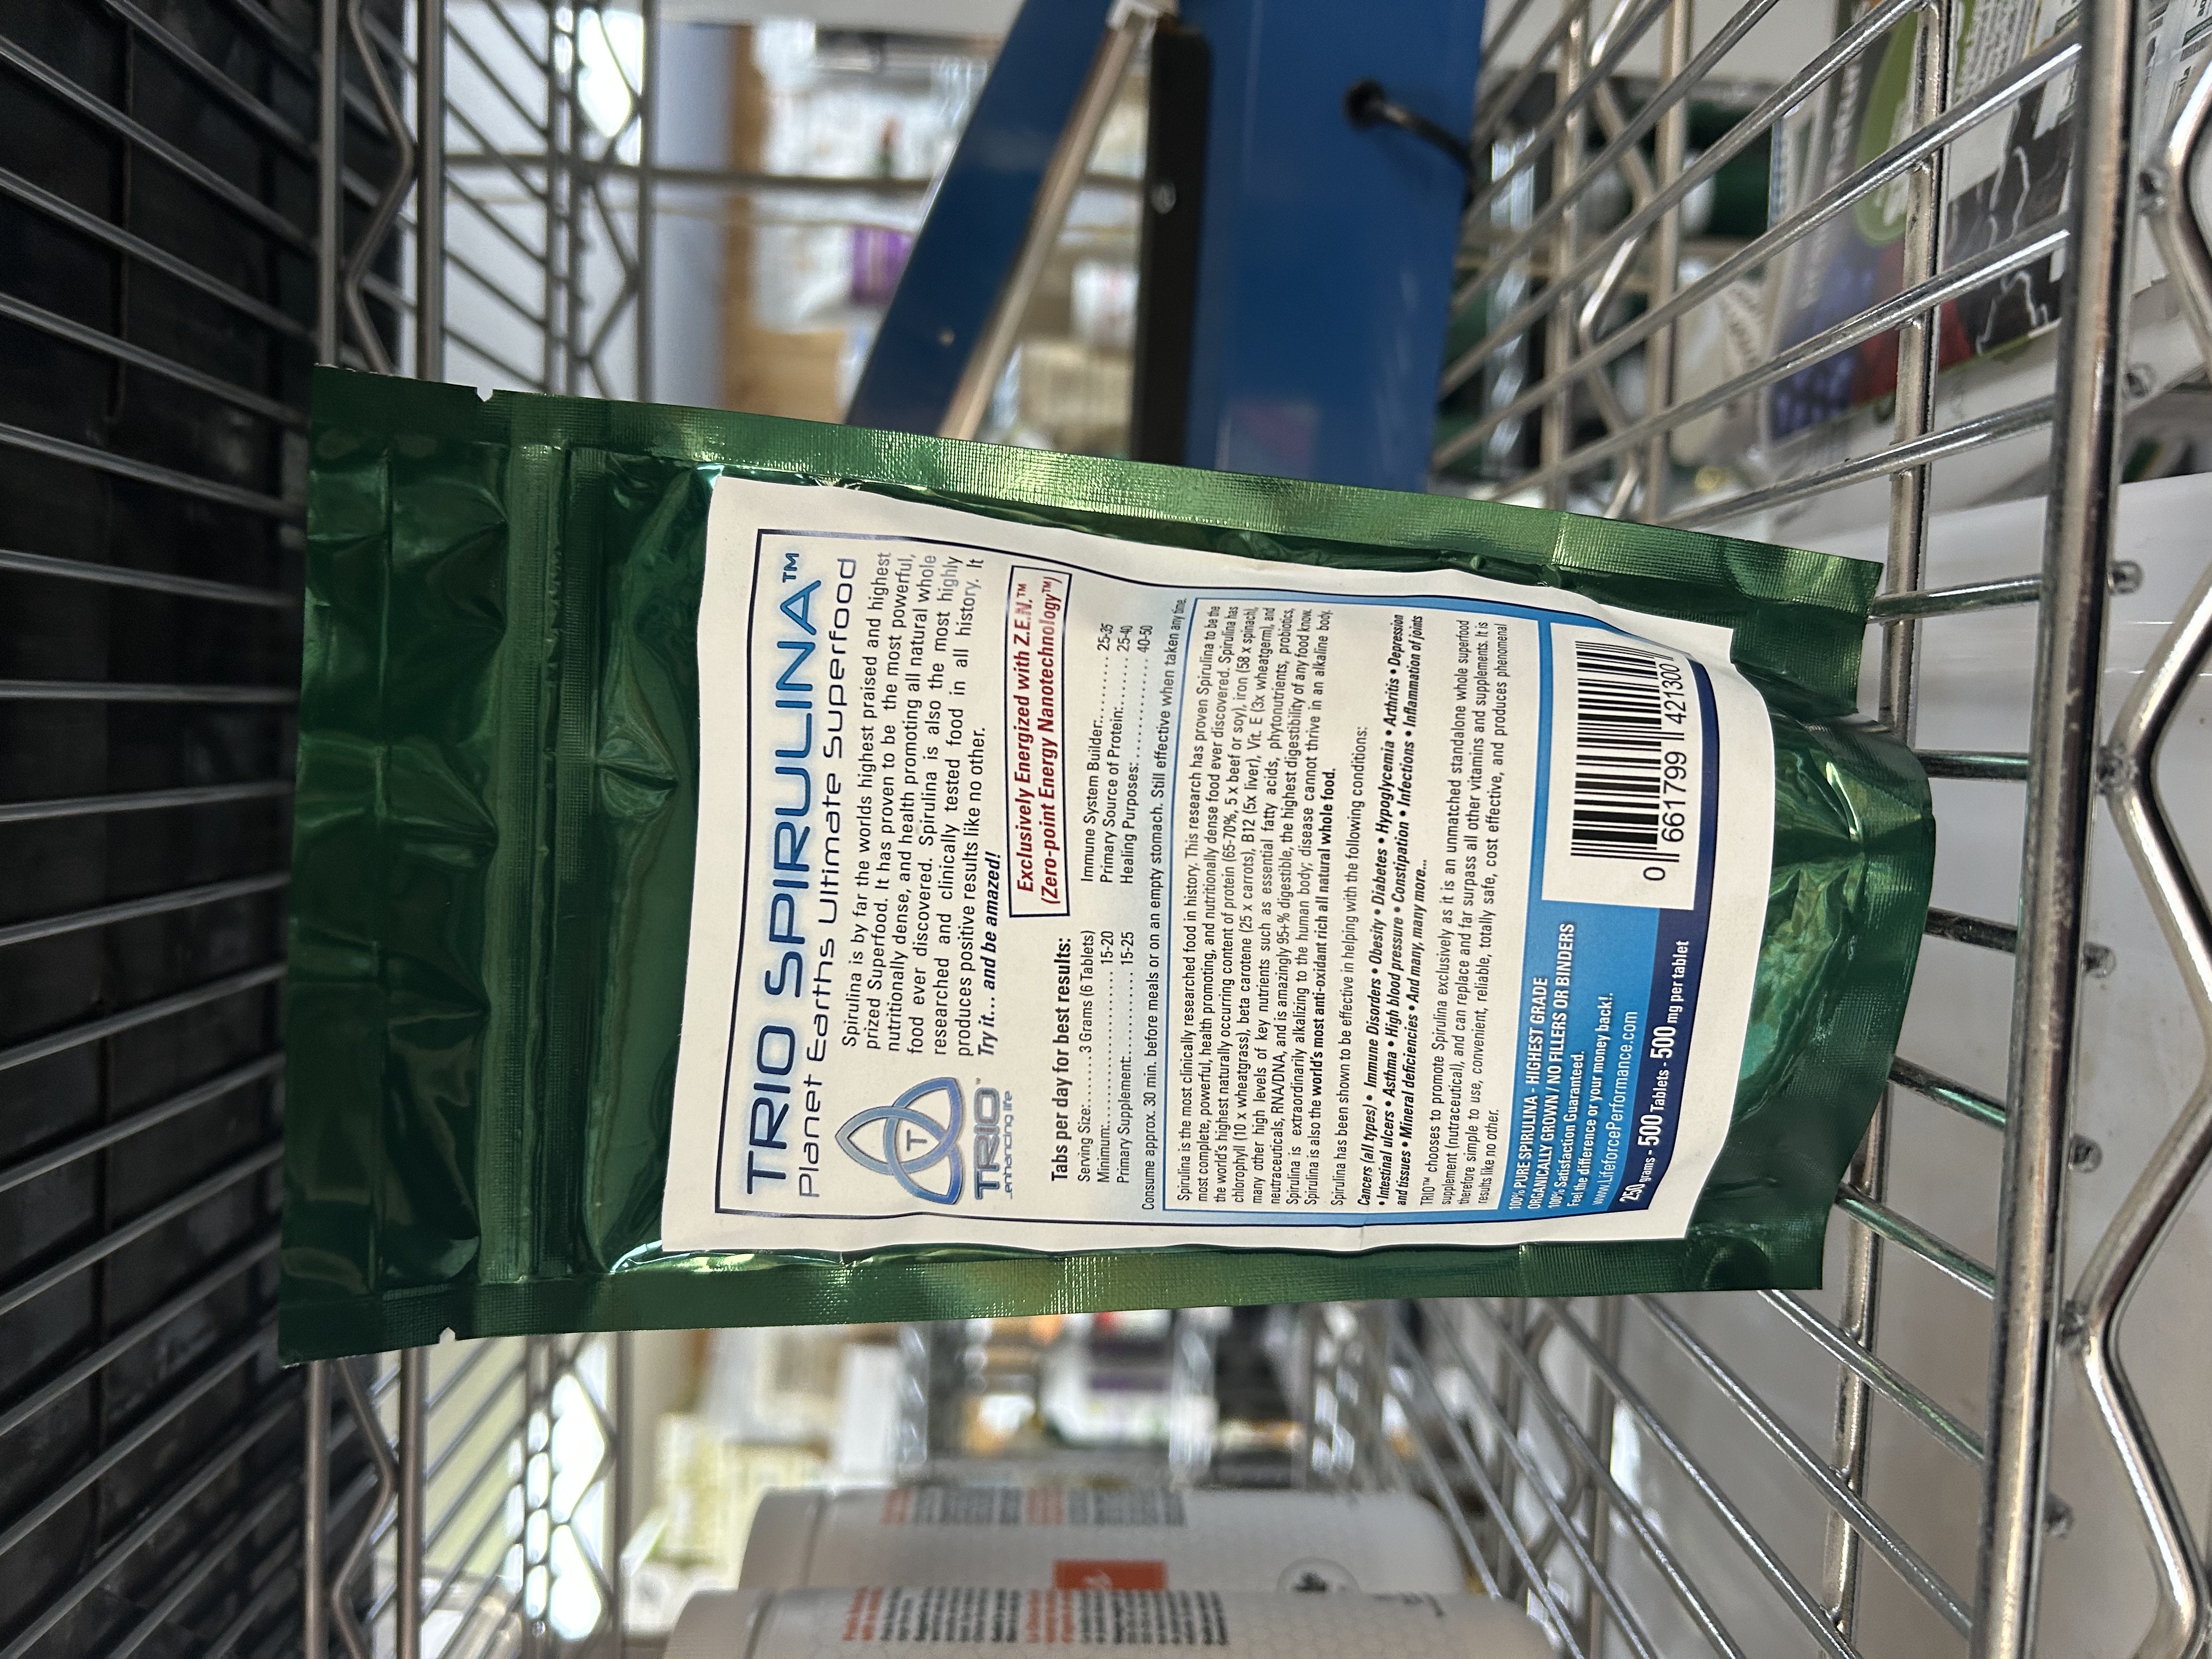 TRIO SPIRULINA™
Planet Earths Ultimate Superfood
Spirulina is by far the worlds highest praised and highest
prized Superfood. It has proven to be the most powerful,
nutritionally dense, and health promoting all natural whole
food ever discovered. Spirulina is also the most highly
researched and clinically tested food in all history. It
produces positive results like no other.
Try it... and be amazed!
T
TRIO™
...enhancing life
Exclusively Energized with Z.E.N.™
(Zero-point Energy Nanotechnology™)
Tabs per day for best results:
Serving Size:...... 3 Grams (6 Tablets)
Minimum:........................... 15-20
Primary Supplement:............... 15-25
Immune System Builder:.......... 25-35
Primary Source of Protein:...... 25-40
Healing Purposes: ................. 40-50
Consume approx. 30 min. before meals or on an empty stomach. Still effective when taken any time.
Spirulina is the most clinically researched food in history. This research has proven Spirulina to be the
most complete, powerful, health promoting, and nutritionally dense food ever discovered. Spirulina has
the world's highest naturally occurring content of protein (65-70%, 5 x beef or soy), iron (58 x spinach),
chlorophyll (10 x wheatgrass), beta carotene (25 x carrots), B12 (5x liver), Vit. E (3x wheatgerm), and
many other high levels of key nutrients such as essential fatty acids, phytonutrients, probiotics,
neutraceuticals, RNA/DNA, and is amazingly 95+% digestible, the highest digestibility of any food know.
Spirulina is extraordinarily alkalizing to the human body; disease cannot thrive in an alkaline body.
Spirulina is also the world's most anti-oxidant rich all natural whole food.
Spirulina has been shown to be effective in helping with the following conditions:
Cancers (all types) • Immune Disorders • Obesity • Diabetes • Hypoglycemia • Arthritis • Depression
• Intestinal ulcers • Asthma • High blood pressure • Constipation • Infections • Inflammation of joints
and tissues • Mineral deficiencies • And many, many more...
TRIO™ chooses to promote Spirulina exclusively as it is an unmatched standalone whole superfood
supplement (nutraceutical), and can replace and far surpass all other vitamins and supplements. It is
therefore simple to use, convenient, reliable, totally safe, cost effective, and produces phenomenal
results like no other.
100% PURE SPIRULINA - HIGHEST GRADE
ORGANICALLY GROWN / NO FILLERS OR BINDERS
100% Satisfaction Guaranteed.
Feel the difference or your money back!.
www.LifeforcePerformance.com
250 grams - 500 Tablets - 500 mg per tablet
0 661799 421300